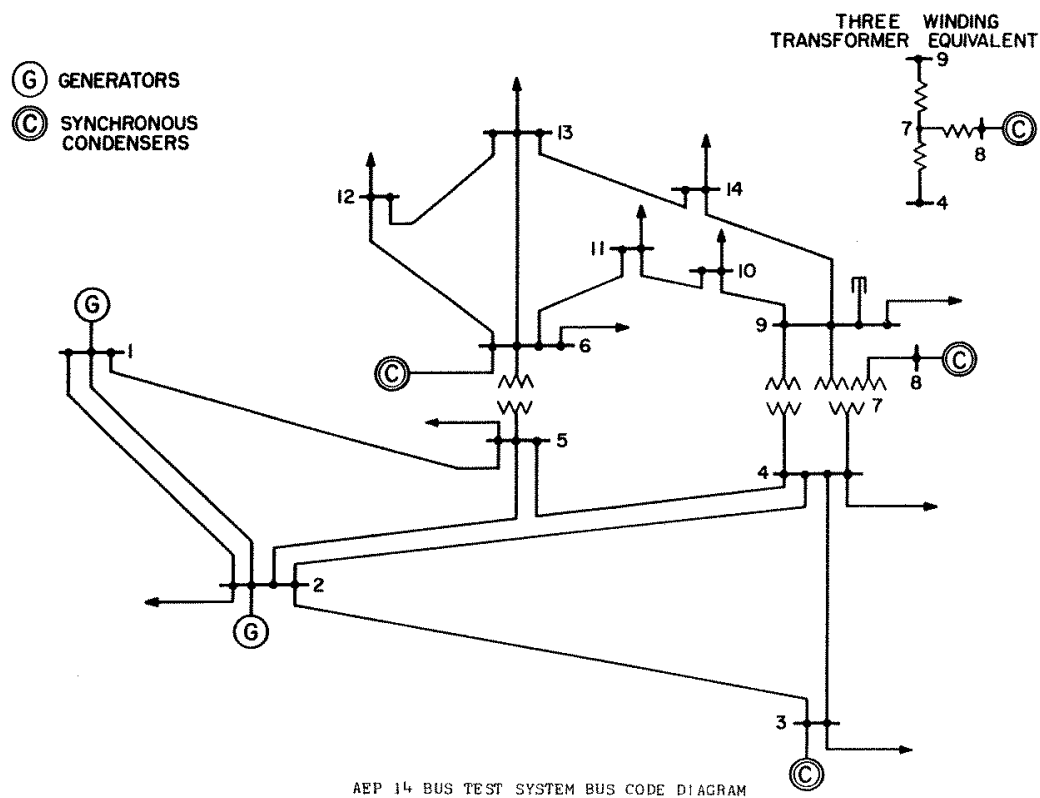 THREE WINDING
TRANSFORMER EQUIVALENT
9
7
C
8
4
G GENERATORS
C SYNCHRONOUS
CONDENSERS
13
12
14
11
10
G
1
9
6
C
8
C
7
5
4
2
G
3
C
AEP 14 BUS TEST SYSTEM BUS CODE DIAGRAM